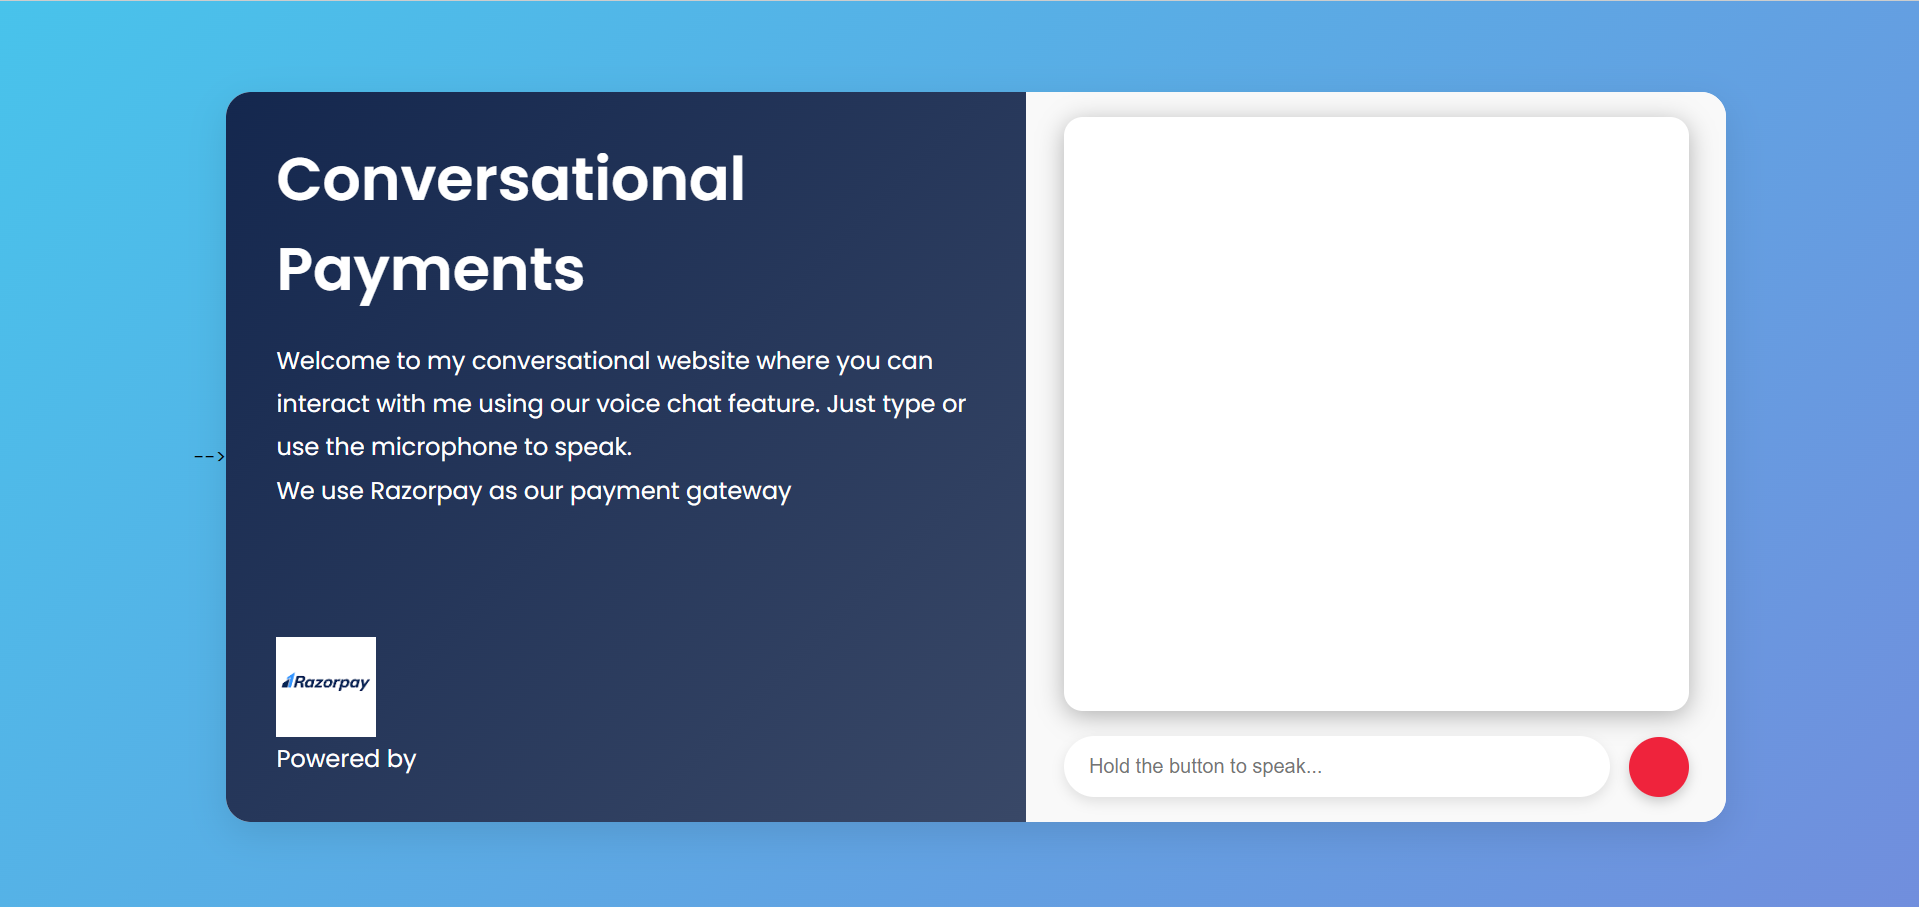 Conversational
Payments
Welcome to my conversational website where you can
interact with me using our voice chat feature. Just type or
use the microphone to speak.
-->
We use Razorpay as our payment gateway
Razorpay
Powered by
Hold the button to speak...